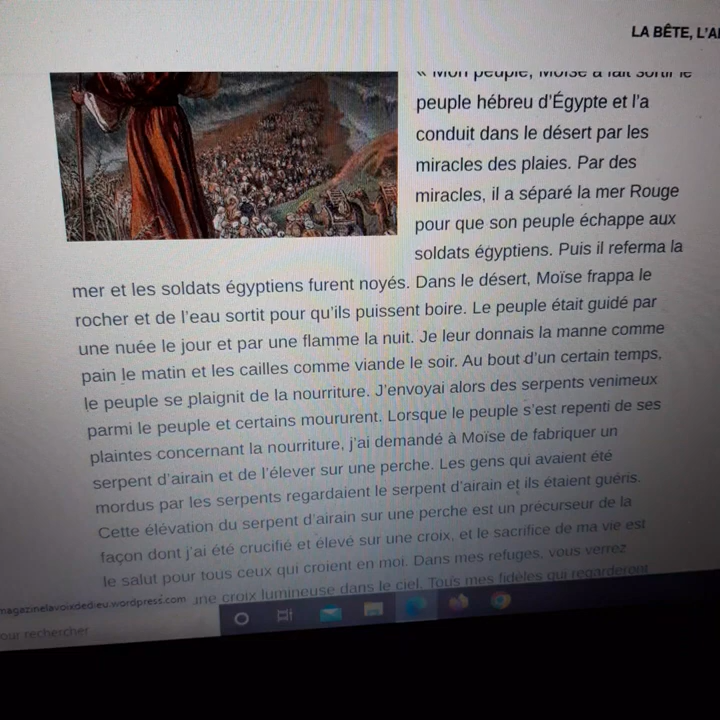 LA BÊTE, L'A
« Mon peuple, Moïse a fait sortir le
peuple hébreu d'Égypte et l'a
conduit dans le désert par les
miracles des plaies. Par des
miracles, il a séparé la mer Rouge
pour que son peuple échappe aux
soldats égyptiens. Puis il referma la
mer et les soldats égyptiens furent noyés. Dans le désert, Moïse frappa le
rocher et de l'eau sortit pour qu'ils puissent boire. Le peuple était guidé par
une nuée le jour et par une flamme la nuit. Je leur donnais la manne comme
pain le matin et les cailles comme viande le soir. Au bout d'un certain temps,
le peuple se plaignit de la nourriture. J'envoyai alors des serpents venimeux
parmi le peuple et certains moururent. Lorsque le peuple s'est repenti de ses
plaintes concernant la nourriture, j'ai demandé à Moïse de fabriquer un
serpent d'airain et de l'élever sur une perche. Les gens qui avaient été
mordus par les serpents regardaient le serpent d'airain et ils étaient guéris.
Cette élévation du serpent d'airain sur une perche est un précurseur de la
façon dont j'ai été crucifié et élevé sur une croix, et le sacrifice de ma vie est
le salut pour tous ceux qui croient en moi. Dans mes refuges, vous verrez
une croix lumineuse dans le ciel. Tous mes fidèles qui regarderont
magazinelavoixdedieu.wordpress.com
our rechercher